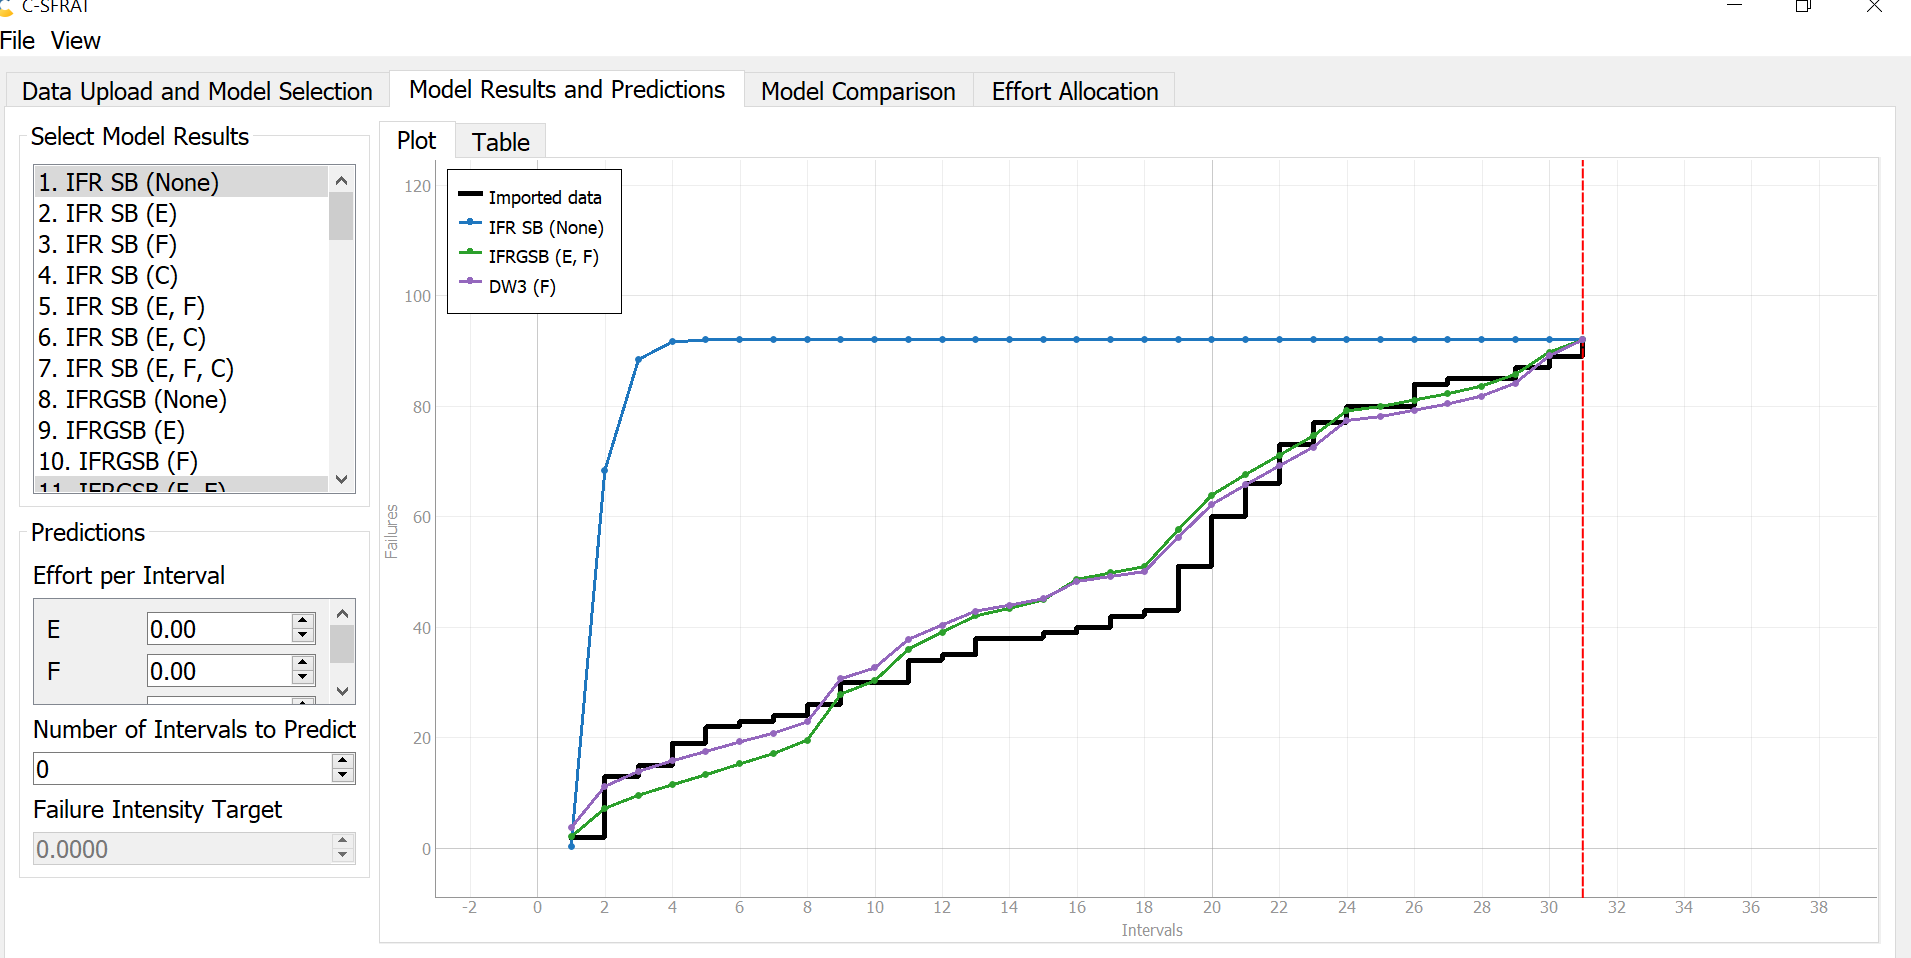 C-SFRAT
File View
Data Upload and Model Selection Model Results and Predictions Model Comparison Effort Allocation
Select Model Results
1. IFR SB (None)
2. IFR SB (E)
3. IFR SB (F)
4. IFR SB (C)
5. IFR SB (E, F)
6. IFR SB (E, C)
7. IFR SB (E, F, C)
8. IFRGSB (None)
9. IFRGSB (E)
10. IFRGSB (F)
11. IFRGSB (E, F)
Predictions
Effort per Interval
E 0.00
F 0.00
Number of Intervals to Predict
0
Failure Intensity Target
0.0000
Plot Table
Imported data
IFR SB (None)
IFRGSB (E, F)
DW3 (F)
120
100
80
60
40
20
0
Failures
-2 0 2 4 6 8 10 12 14 16 18 20 22 24 26 28 30 32 34 36 38
Intervals